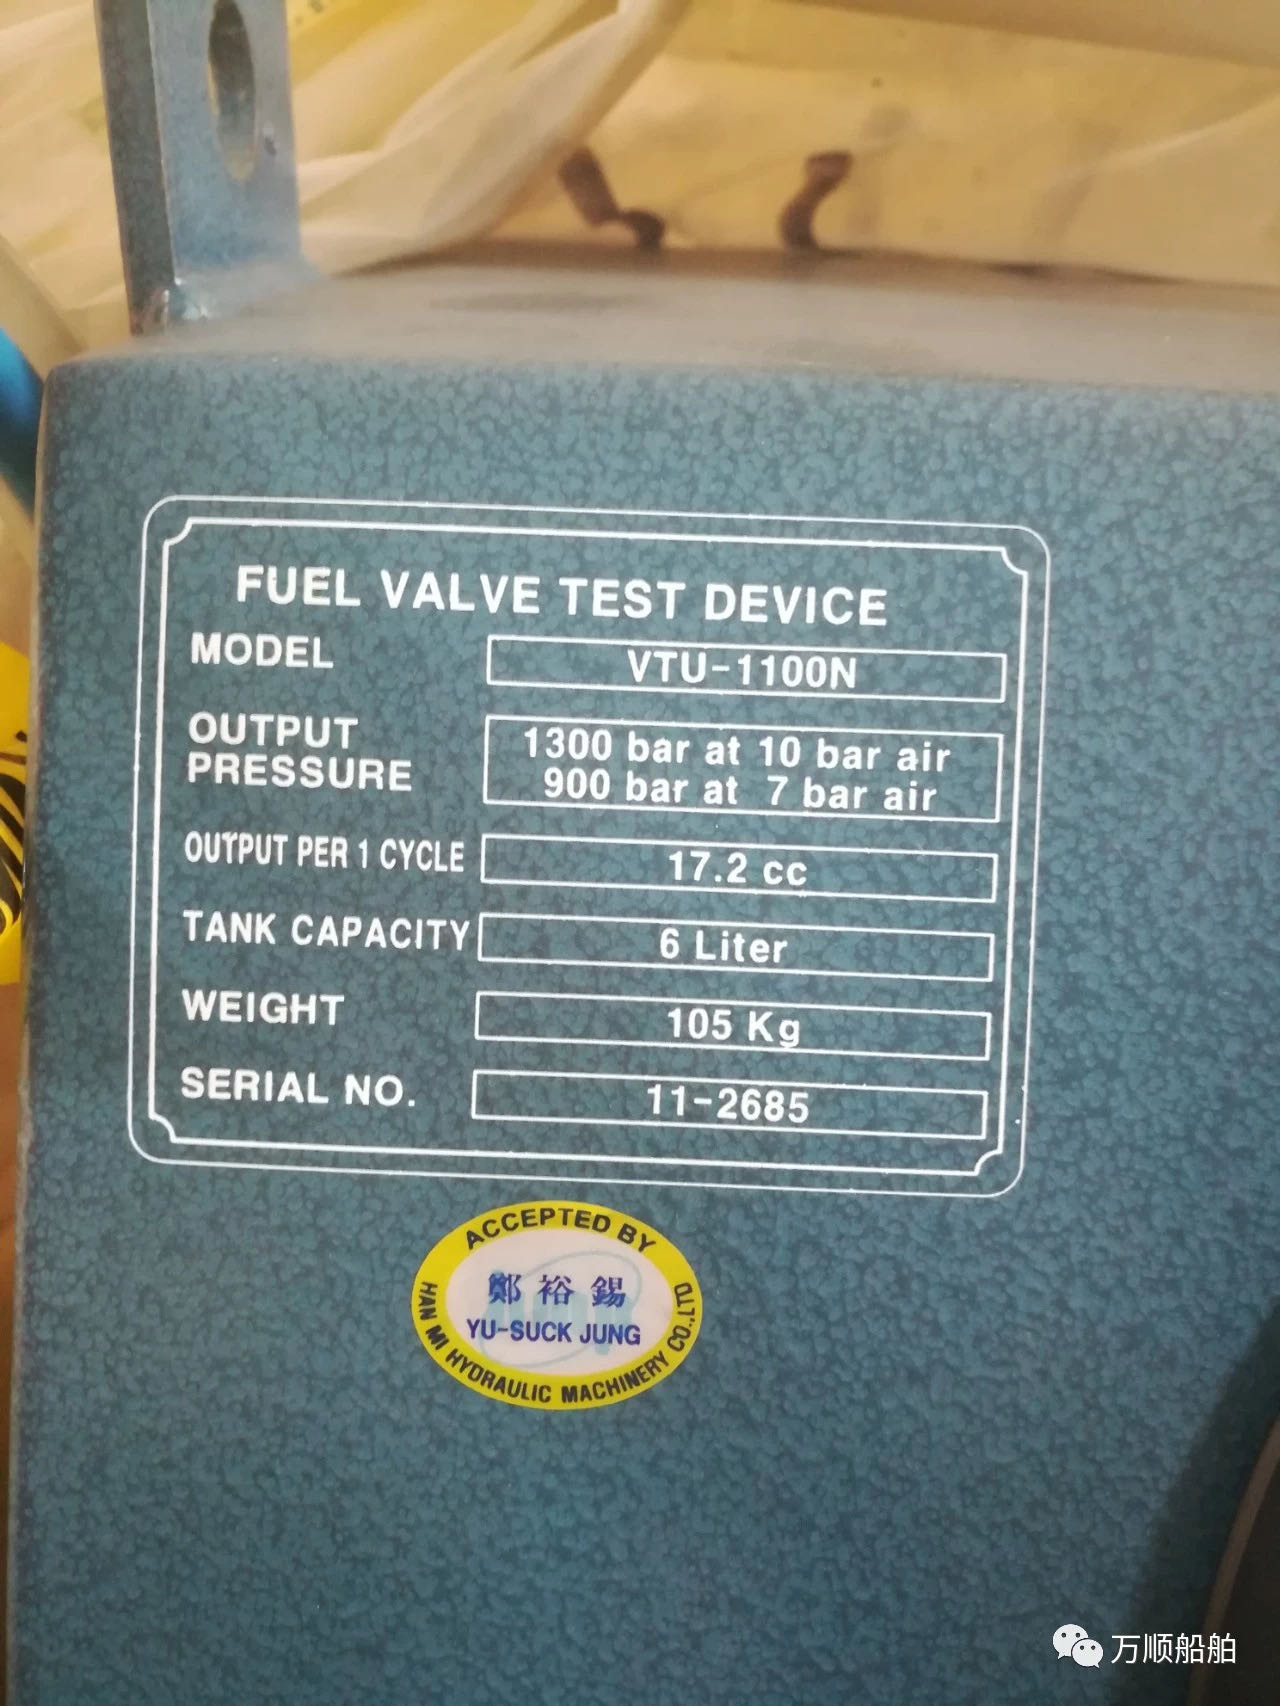 FUEL VALVE TEST DEVICE
MODEL VTU-1100N
OUTPUT PRESSURE 1300 bar at 10 bar air
900 bar at 7 bar air
OUTPUT PER 1 CYCLE 17.2 cc
TANK CAPACITY 6 Liter
WEIGHT 105 Kg
SERIAL NO. 11-2685
ACCEPTED BY
鄭裕錫
YU-SUCK JUNG
HAN MI HYDRAULIC MACHINERY CO.,LTD
万顺船舶